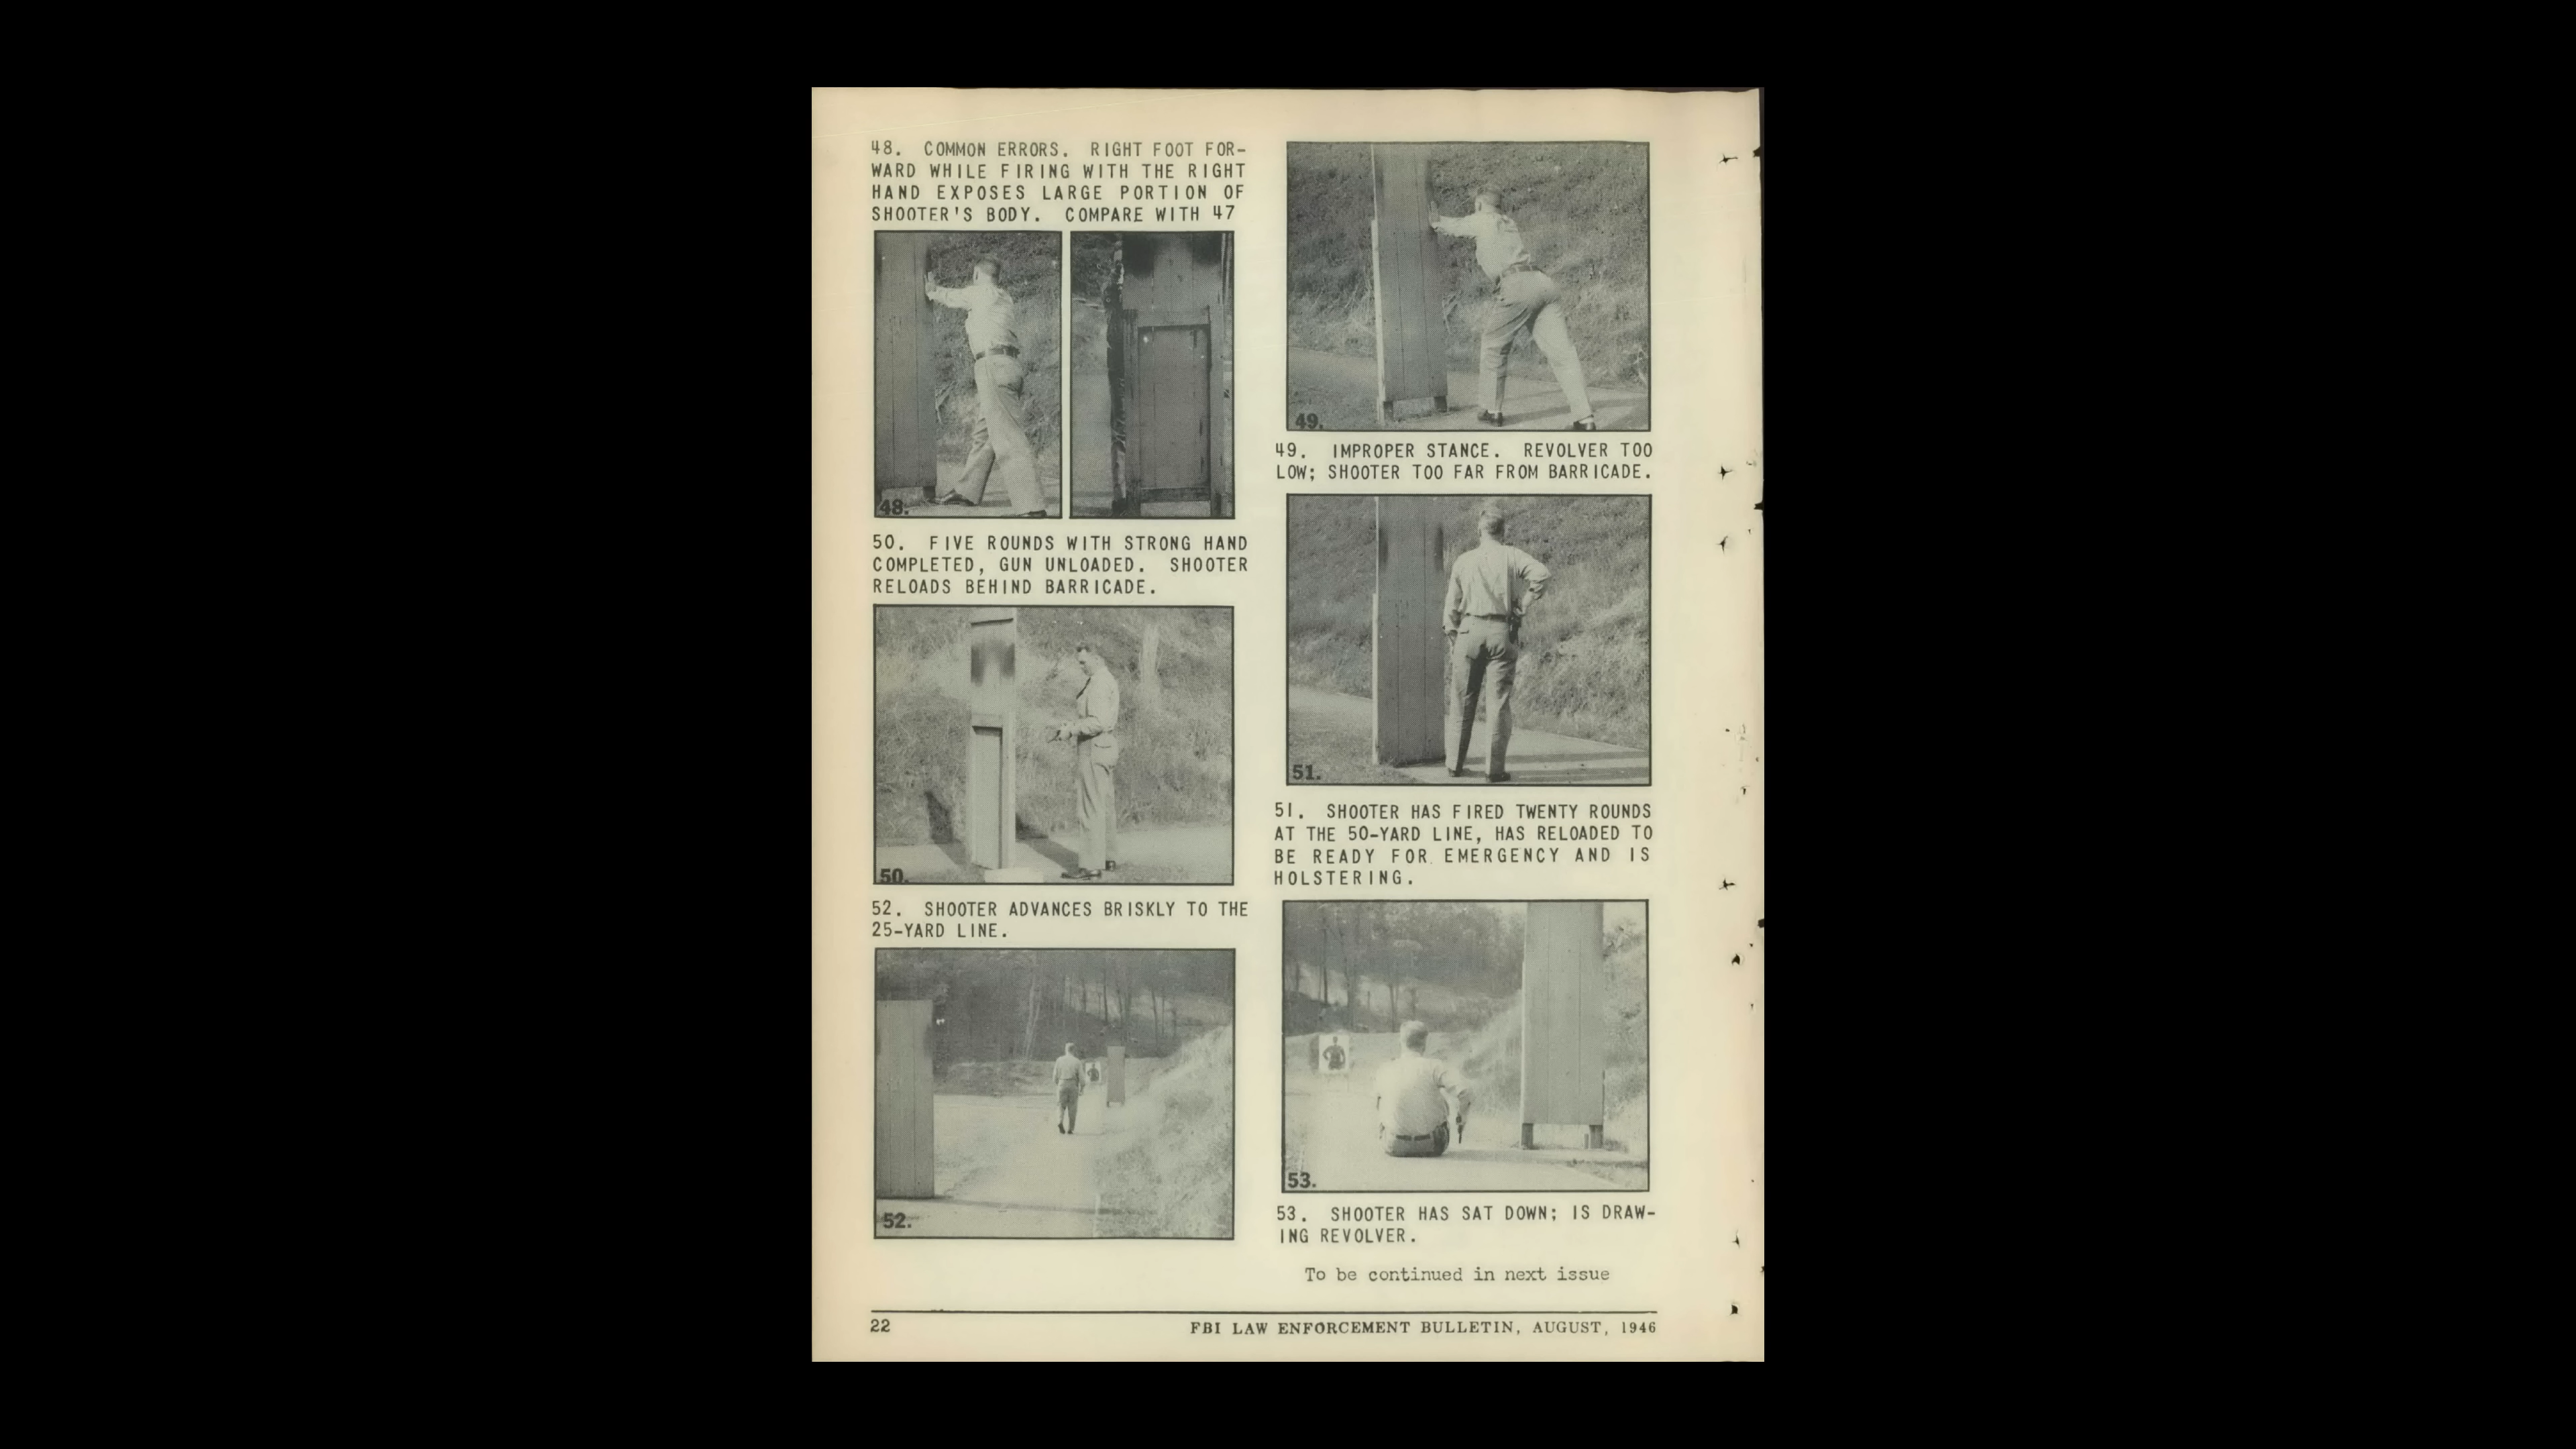 48. COMMON ERRORS. RIGHT FOOT FOR-
WARD WHILE FIRING WITH THE RIGHT
HAND EXPOSES LARGE PORTION OF
SHOOTER'S BODY. COMPARE WITH 47
48.
49.
49. IMPROPER STANCE. REVOLVER TOO
LOW; SHOOTER TOO FAR FROM BARRICADE.
50. FIVE ROUNDS WITH STRONG HAND
COMPLETED, GUN UNLOADED. SHOOTER
RELOADS BEHIND BARRICADE.
50.
51.
51. SHOOTER HAS FIRED TWENTY ROUNDS
AT THE 50-YARD LINE, HAS RELOADED TO
BE READY FOR EMERGENCY AND IS
HOLSTERING.
52. SHOOTER ADVANCES BRISKLY TO THE
25-YARD LINE.
52.
53.
53. SHOOTER HAS SAT DOWN; IS DRAW-
ING REVOLVER.
To be continued in next issue
22
FBI LAW ENFORCEMENT BULLETIN, AUGUST, 1946